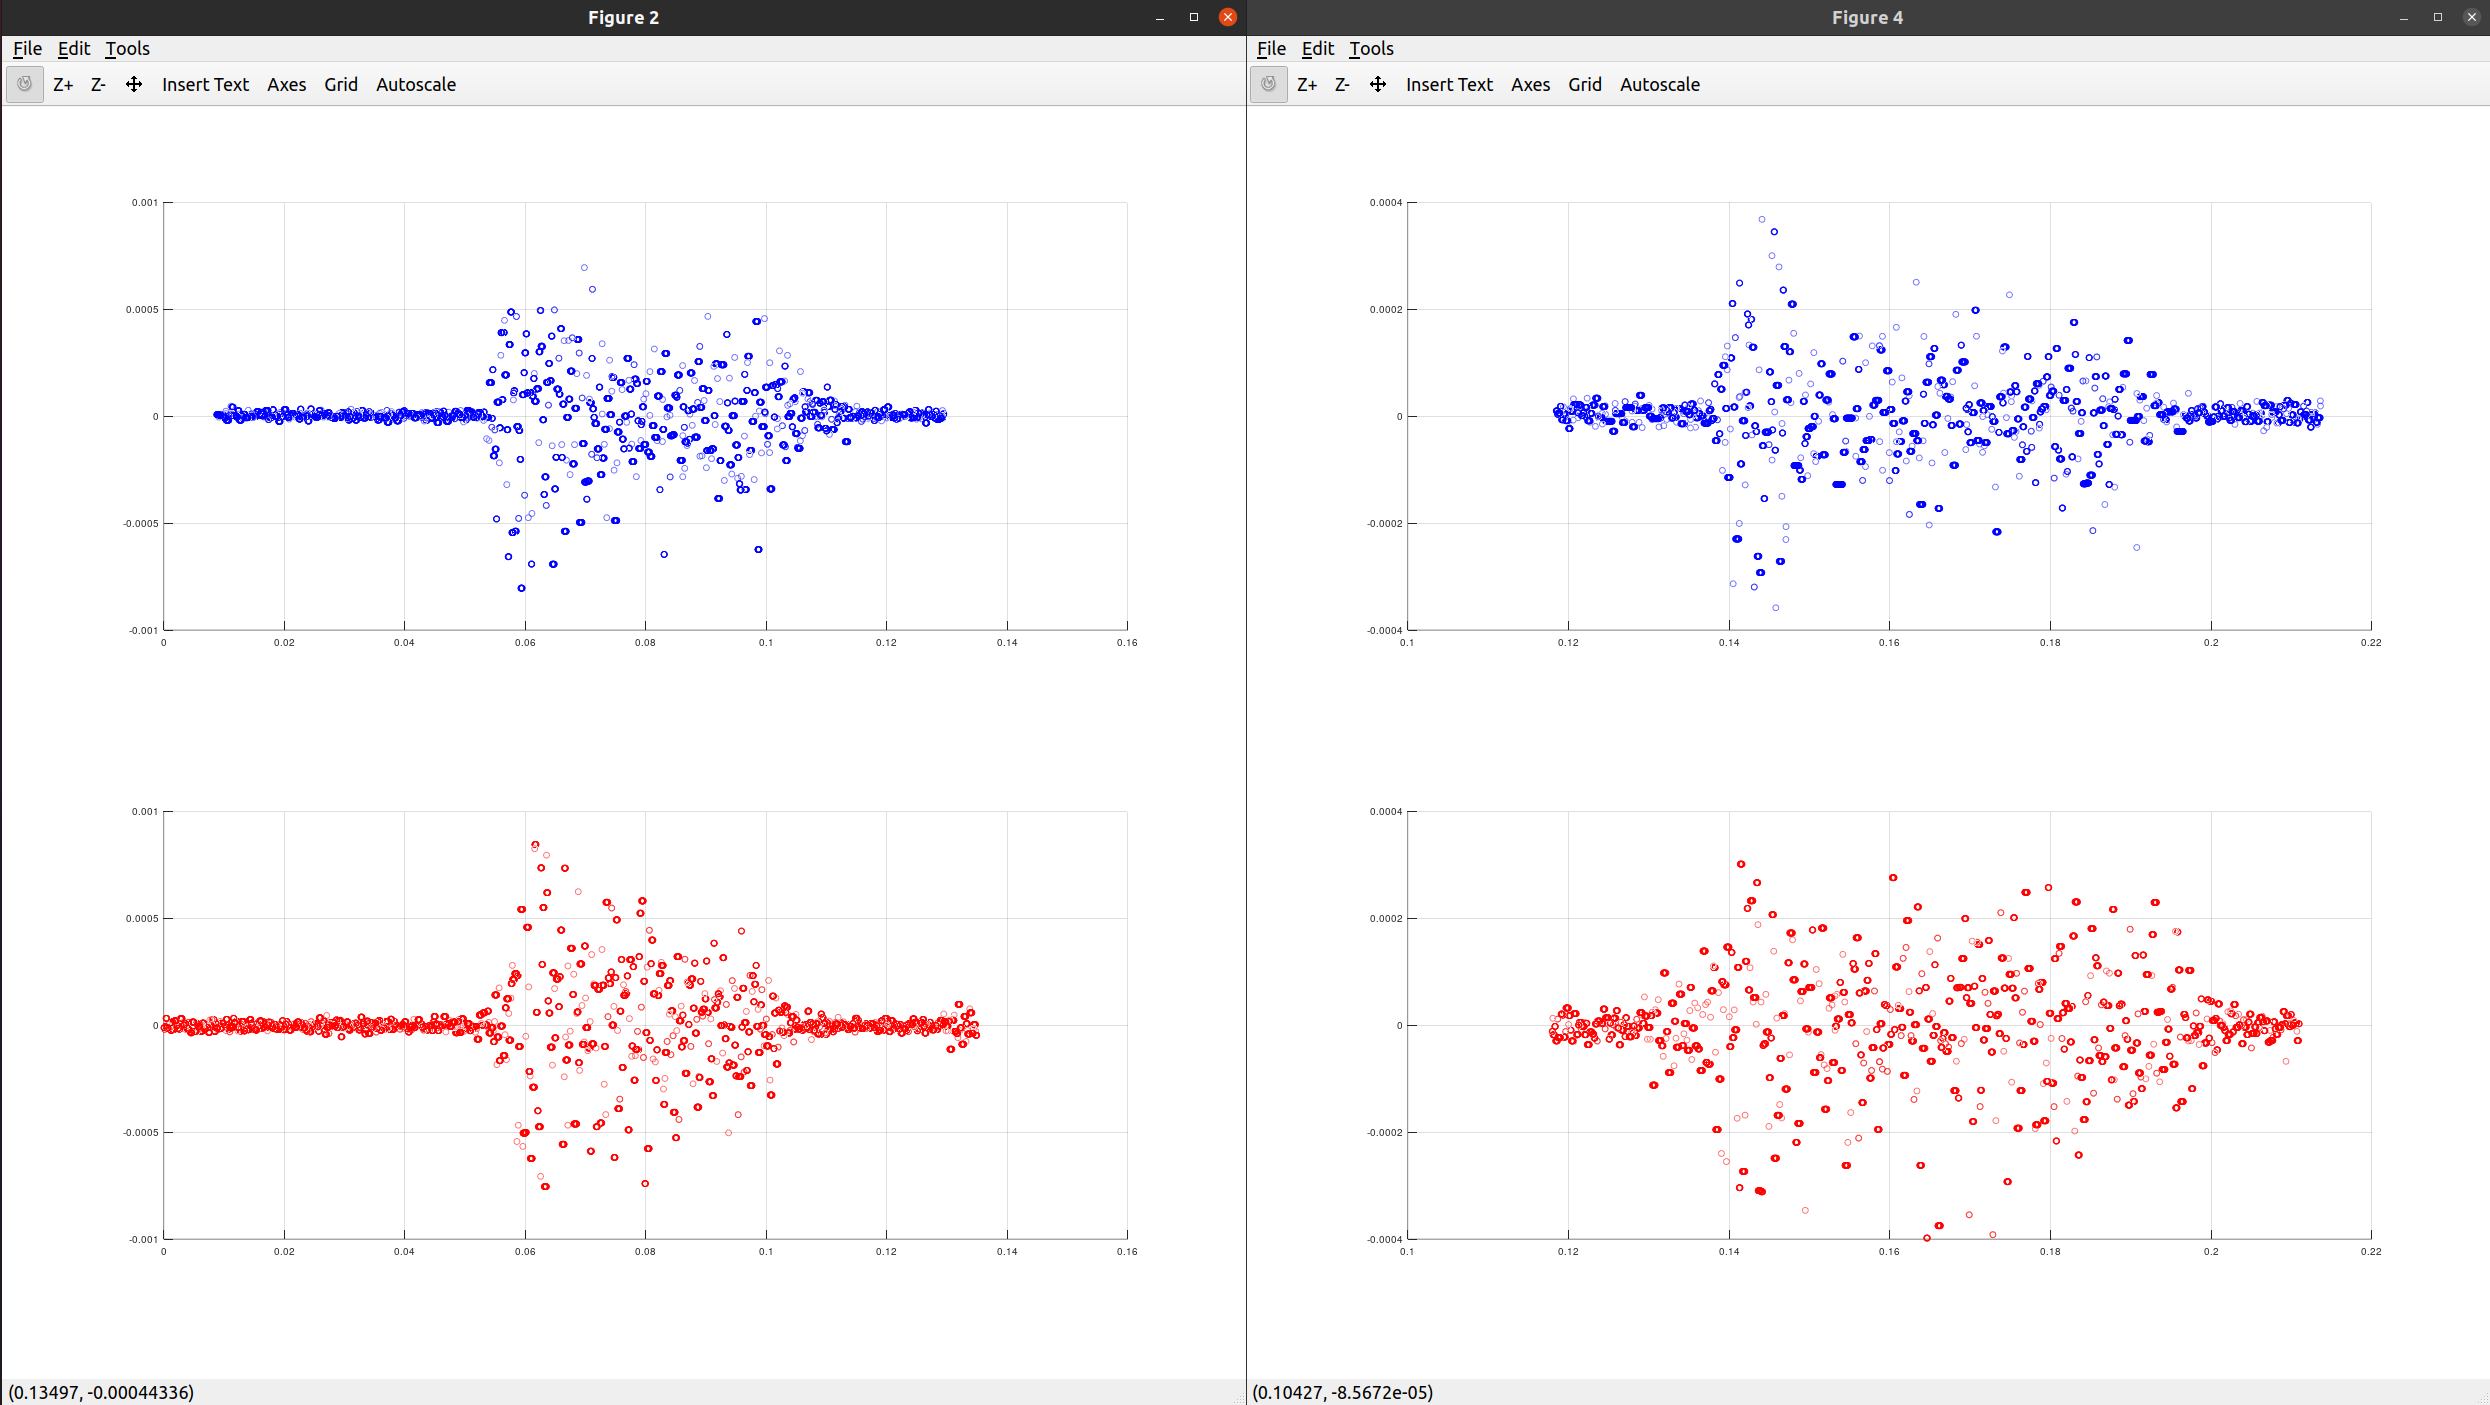 Figure 2
File Edit Tools
Z+ Z- Insert Text Axes Grid Autoscale
0.001
0.0005
0
-0.0005
-0.001
0 0.02 0.04 0.06 0.08 0.1 0.12 0.14 0.16
0.001
0.0005
0
-0.0005
-0.001
0 0.02 0.04 0.06 0.08 0.1 0.12 0.14 0.16
(0.13497, -0.00044336)
Figure 4
File Edit Tools
Z+ Z- Insert Text Axes Grid Autoscale
0.0004
0.0002
0
-0.0002
-0.0004
0.1 0.12 0.14 0.16 0.18 0.2 0.22
0.0004
0.0002
0
-0.0002
-0.0004
0.1 0.12 0.14 0.16 0.18 0.2 0.22
(0.10427, -8.5672e-05)